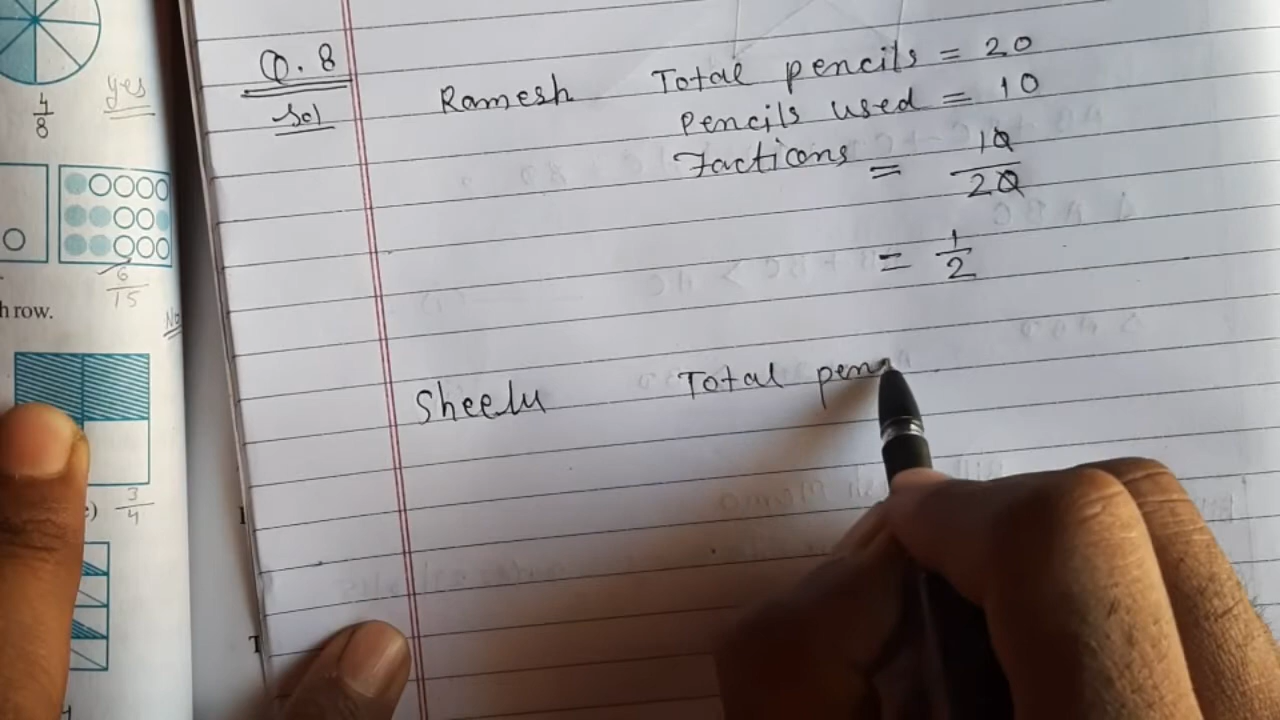 4/8
yes
6/15
No
h row.
3/4
Q. 8
Sol
Ramesh Total pencils = 20
Pencils used = 10
Factions = 10/20
= 1/2
Sheelu Total pen